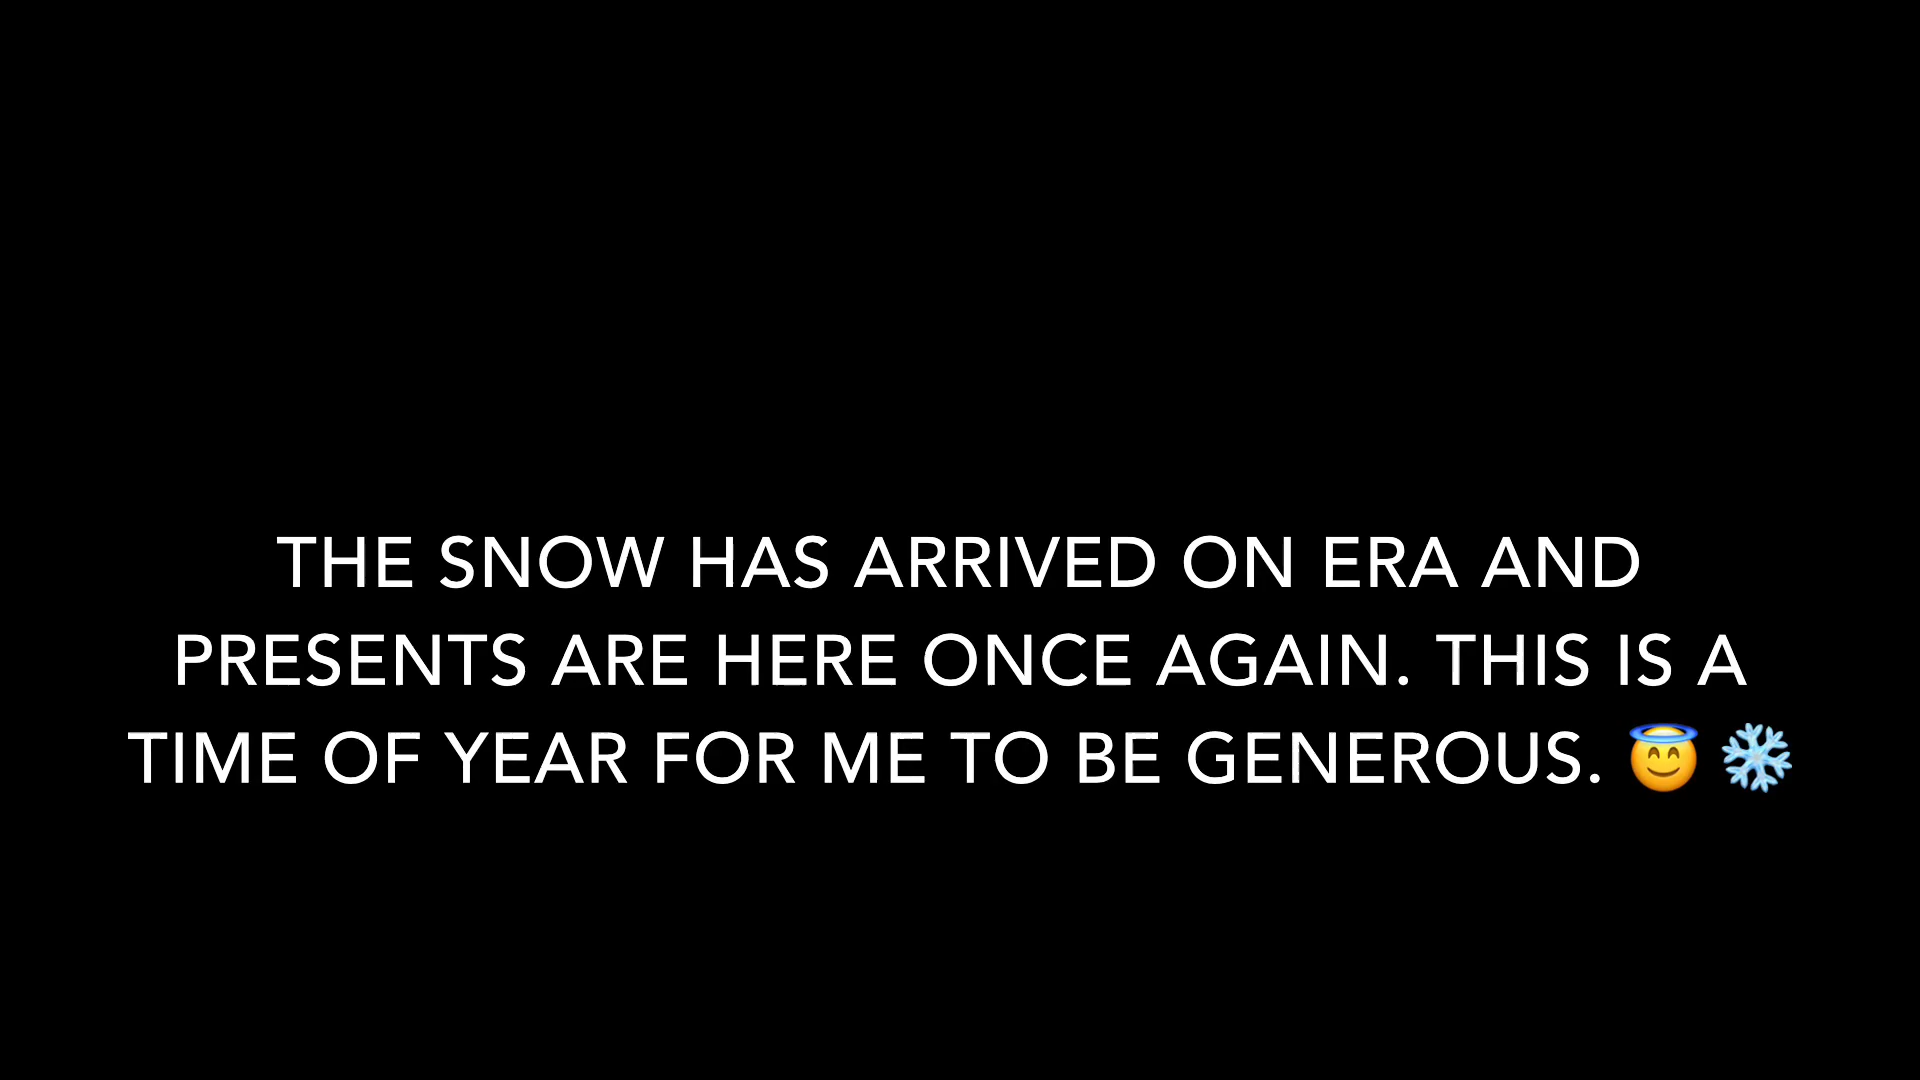 THE SNOW HAS ARRIVED ON ERA AND
PRESENTS ARE HERE ONCE AGAIN. THIS IS A
TIME OF YEAR FOR ME TO BE GENEROUS. 😇 ❄️